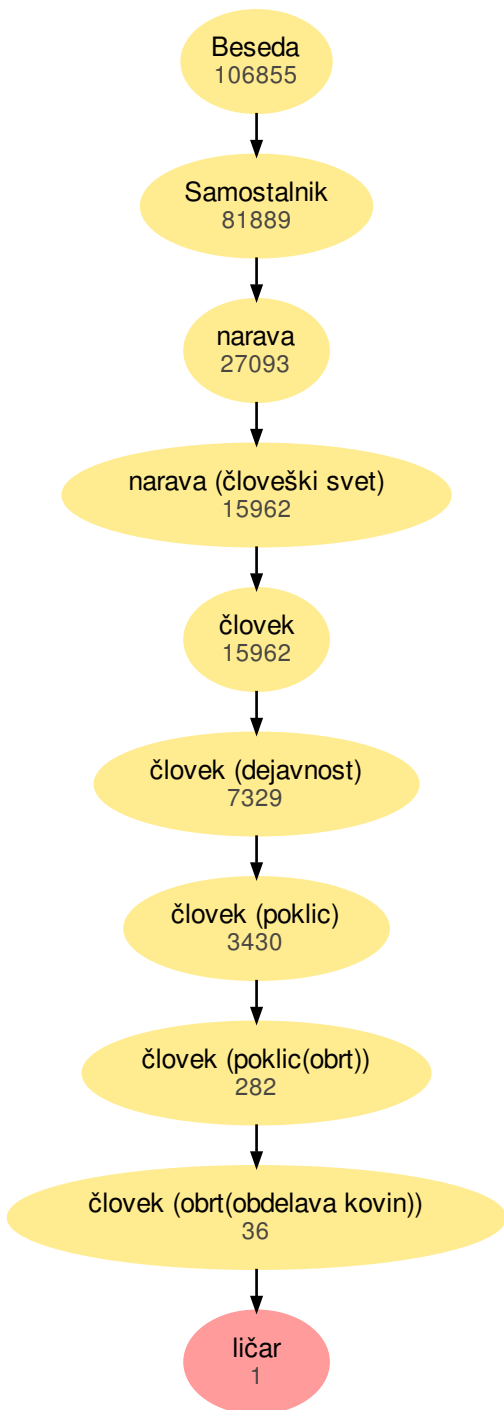 Beseda
106855
Samostalnik
81889
narava
27093
narava (človeški svet)
15962
človek
15962
človek (dejavnost)
7329
človek (poklic)
3430
človek (poklic(obrt))
282
človek (obrt(obdelava kovin))
36
ličar
1